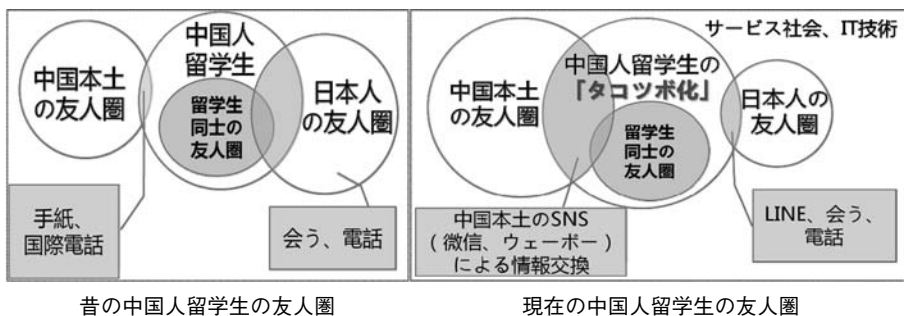 中国本土
の友人圏
中国人
留学生
留学生
同士の
友人圏
日本人
の友人圏
手紙、
国際電話
会う、電話
昔の中国人留学生の友人圏
サービス社会、IT技術
中国本土
の友人圏
中国人留学生の
「タコツボ化」
留学生
同士の
友人圏
日本人の
友人圏
中国本土のSNS
(微信、ウェーボー)
による情報交換
LINE、会う、
電話
現在の中国人留学生の友人圏